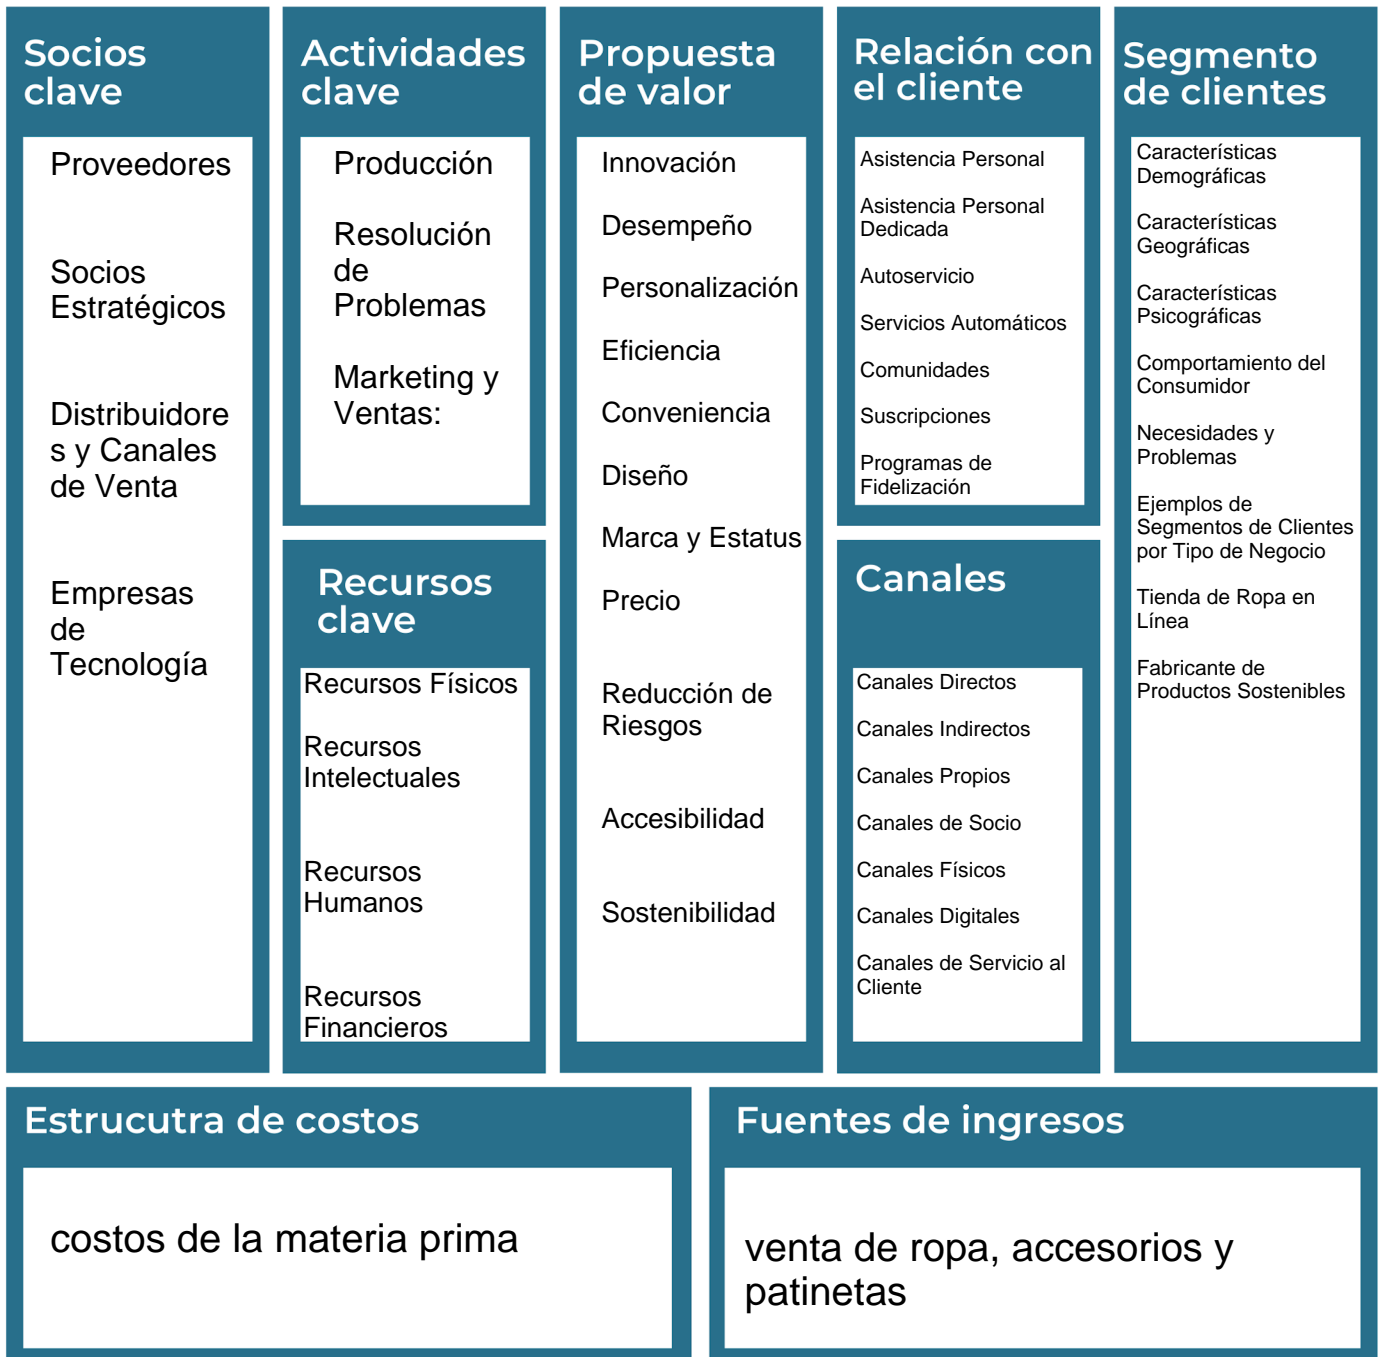 Socios
clave
Proveedores
Socios
Estratégicos
Distribuidore
s y Canales
de Venta
Empresas
de
Tecnología
Actividades
clave
Producción
Resolución
de
Problemas
Marketing y
Ventas:
Recursos
clave
Recursos Físicos
Recursos
Intelectuales
Recursos
Humanos
Recursos
Financieros
Propuesta
de valor
Innovación
Desempeño
Personalización
Eficiencia
Conveniencia
Diseño
Marca y Estatus
Precio
Reducción de
Riesgos
Accesibilidad
Sostenibilidad
Relación con
el cliente
Asistencia Personal
Asistencia Personal
Dedicada
Autoservicio
Servicios Automáticos
Comunidades
Suscripciones
Programas de
Fidelización
Canales
Canales Directos
Canales Indirectos
Canales Propios
Canales de Socio
Canales Físicos
Canales Digitales
Canales de Servicio al
Cliente
Segmento
de clientes
Características
Demográficas
Características
Geográficas
Características
Psicográficas
Comportamiento del
Consumidor
Necesidades y
Problemas
Ejemplos de
Segmentos de Clientes
por Tipo de Negocio
Tienda de Ropa en
Línea
Fabricante de
Productos Sostenibles
Estrucutra de costos
costos de la materia prima
Fuentes de ingresos
venta de ropa, accesorios y
patinetas